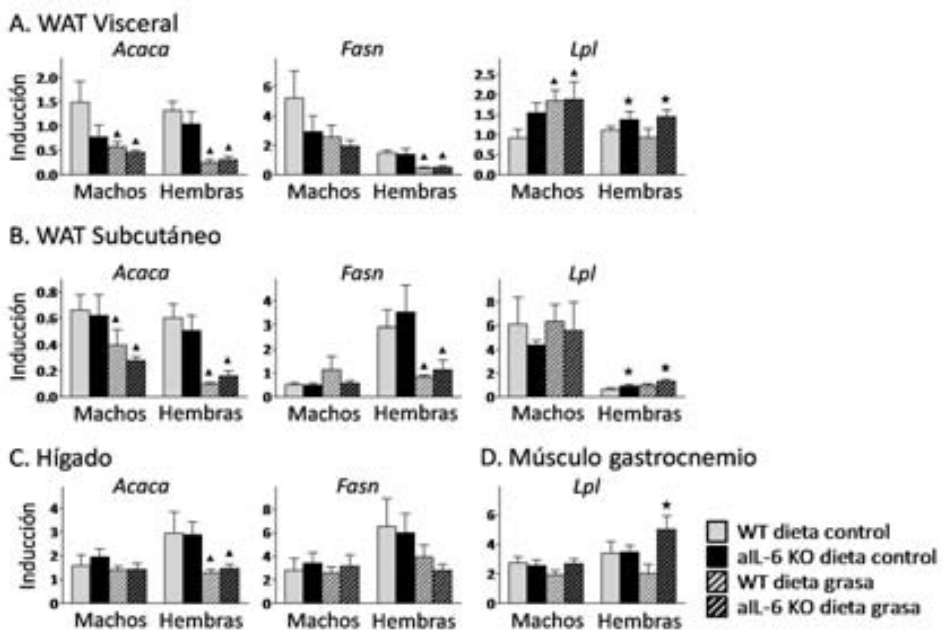 A. WAT Visceral
Acaca Fasn Lpl
Inducción
2.0
1.5
1.0
0.5
0.0
6
4
2
0
2.5
2.0
1.5
1.0
0.5
0.0
Machos Hembras Machos Hembras Machos Hembras
B. WAT Subcutáneo
Acaca Fasn Lpl
Inducción
0.8
0.6
0.4
0.2
0.0
4
3
2
1
0
8
6
4
2
0
Machos Hembras Machos Hembras Machos Hembras
C. Hígado D. Músculo gastrocnemio
Acaca Fasn Lpl
Inducción
4
3
2
1
0
8
6
4
2
0
6
4
2
0
Machos Hembras Machos Hembras Machos Hembras
WT dieta control
aIL-6 KO dieta control
WT dieta grasa
aIL-6 KO dieta grasa